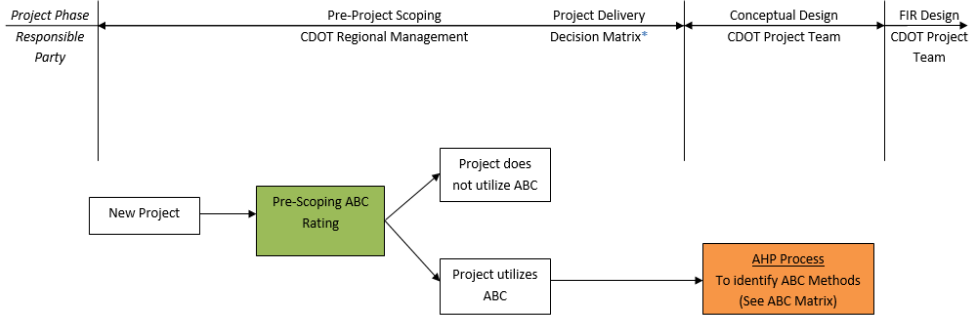 Project Phase
Pre-Project Scoping
Project Delivery
Conceptual Design
FIR Design
Responsible
Party
CDOT Regional Management
Decision Matrix*
CDOT Project Team
CDOT Project
Team
Project does
not utilize ABC
New Project
Pre-Scoping ABC
Rating
Project utilizes
ABC
AHP Process
To identify ABC Methods
(See ABC Matrix)